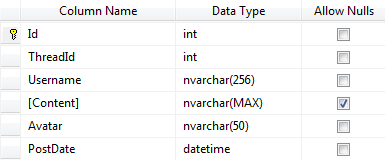 Column Name Data Type Allow Nulls
Id int
ThreadId int
Username nvarchar(256)
[Content] nvarchar(MAX)
Avatar nvarchar(50)
PostDate datetime